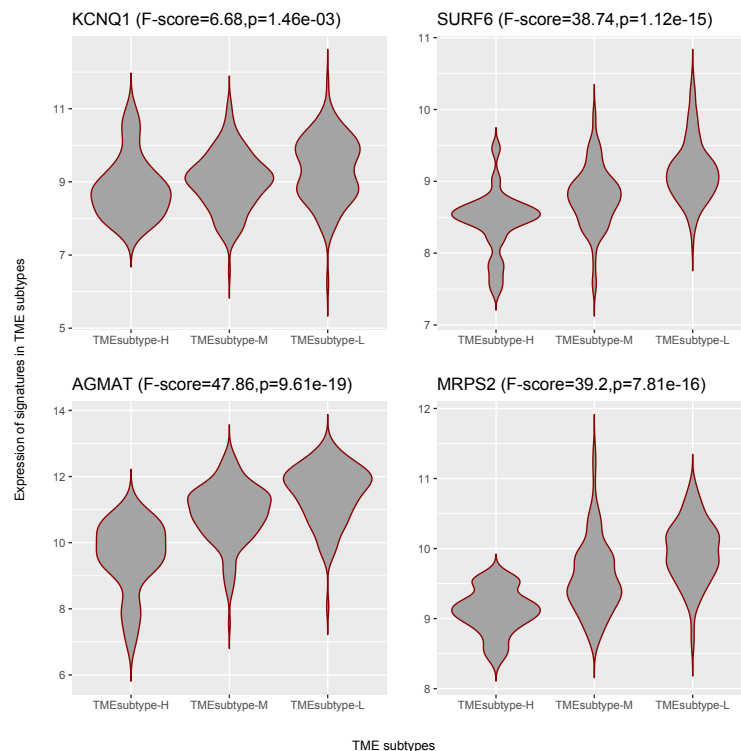 KCNQ1 (F-score=6.68,p=1.46e-03)
11
9
7
5
TMEsubtype-H TMEsubtype-M TMEsubtype-L
SURF6 (F-score=38.74,p=1.12e-15)
11
10
9
8
7
TMEsubtype-H TMEsubtype-M TMEsubtype-L
Expression of signatures in TME subtypes
AGMAT (F-score=47.86,p=9.61e-19)
14
12
10
8
6
TMEsubtype-H TMEsubtype-M TMEsubtype-L
MRPS2 (F-score=39.2,p=7.81e-16)
12
11
10
9
8
TMEsubtype-H TMEsubtype-M TMEsubtype-L
TME subtypes